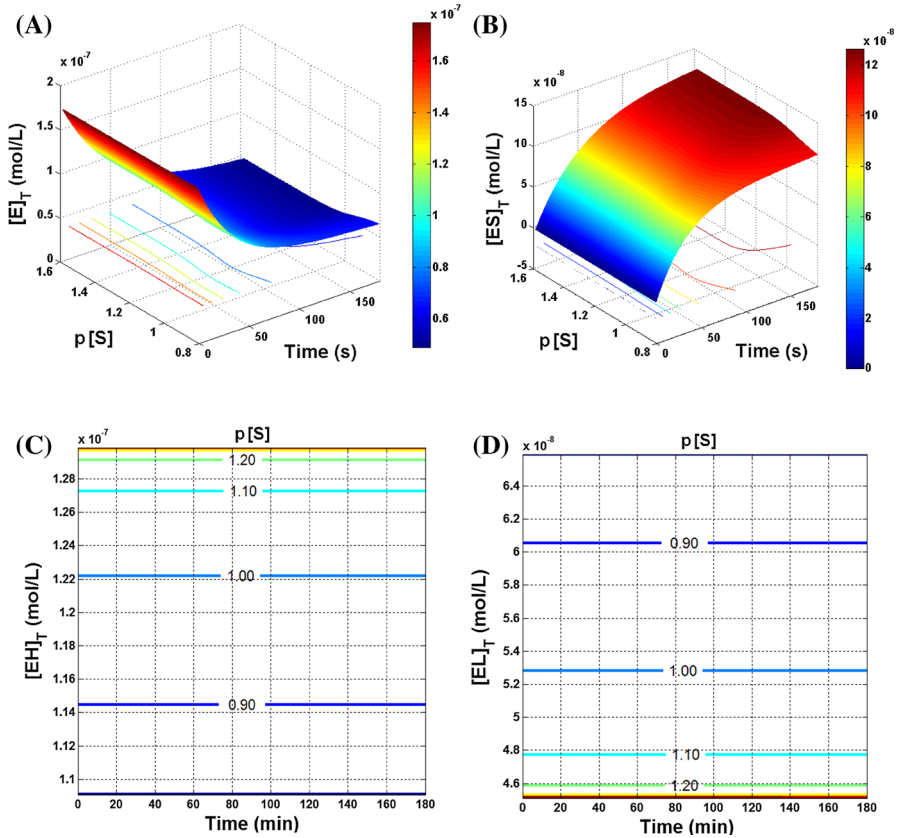 (A)
x 10⁻⁷
2
1.5
1
0.5
0
[E]T (mol/L)
1.6
1.4
1.2
1
0.8
p [S]
0
50
100
150
Time (s)
x 10⁻⁷
1.6
1.4
1.2
1
0.8
0.6
(B)
x 10⁻⁸
15
10
5
0
-5
[ES]T (mol/L)
1.6
1.4
1.2
1
0.8
p [S]
0
50
100
150
Time (s)
x 10⁻⁸
12
10
8
6
4
2
0
(C)
x 10⁻⁷
p [S]
1.28
1.26
1.24
1.22
1.2
1.18
1.16
1.14
1.12
1.1
[EH]T (mol/L)
1.20
1.10
1.00
0.90
0 20 40 60 80 100 120 140 160 180
Time (min)
(D)
x 10⁻⁸
p [S]
6.4
6.2
6
5.8
5.6
5.4
5.2
5
4.8
4.6
[EL]T (mol/L)
0.90
1.00
1.10
1.20
0 20 40 60 80 100 120 140 160 180
Time (min)